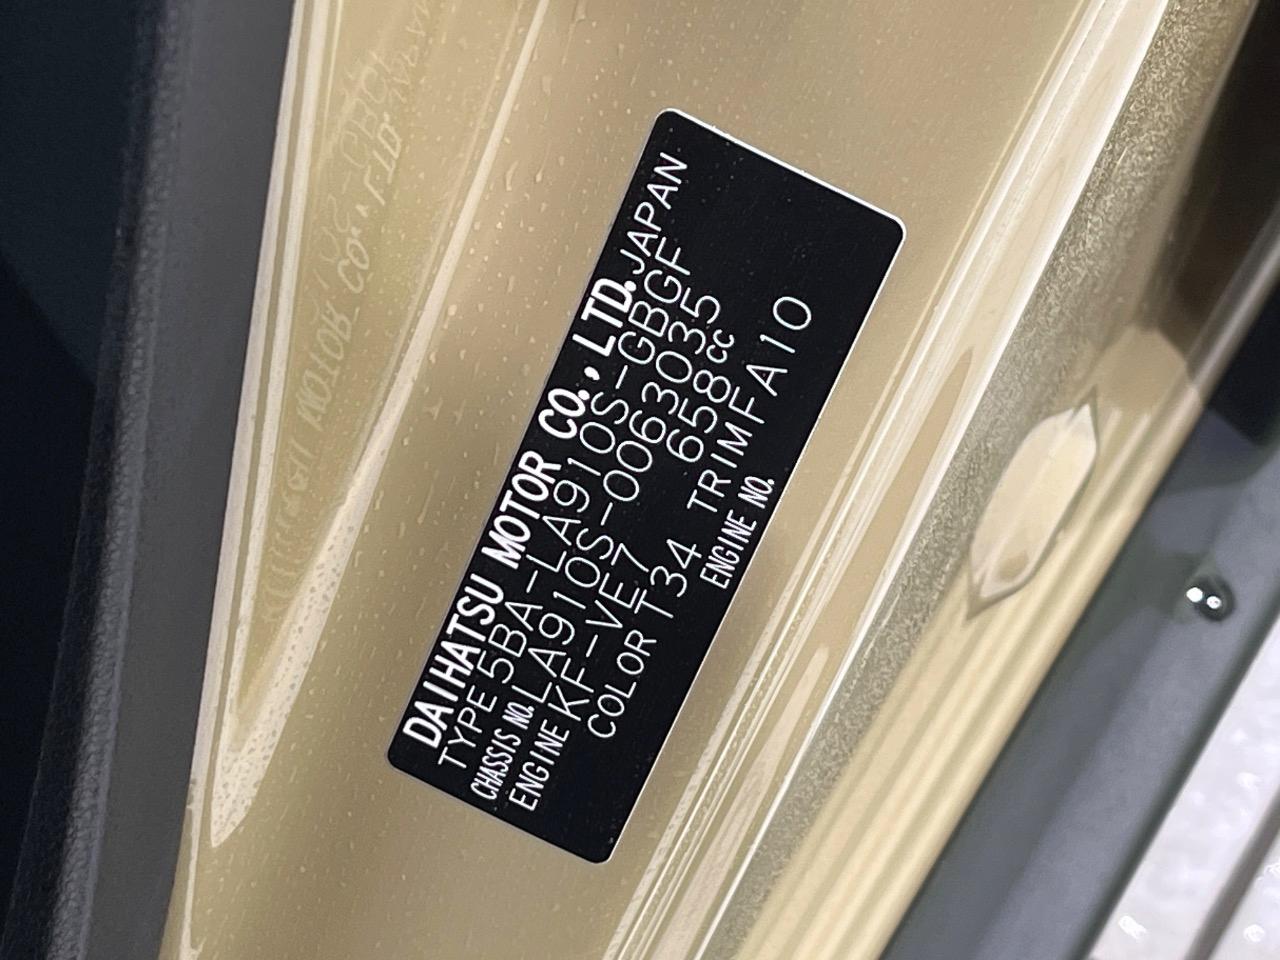 DAIHATSU MOTOR CO., LTD. JAPAN
TYPE 5BA-LA910S-GBGF
CHASSIS NO. LA910S-0063035
ENGINE KF-VE7 658cc
COLOR T34 TRIM FA10
ENGINE NO.